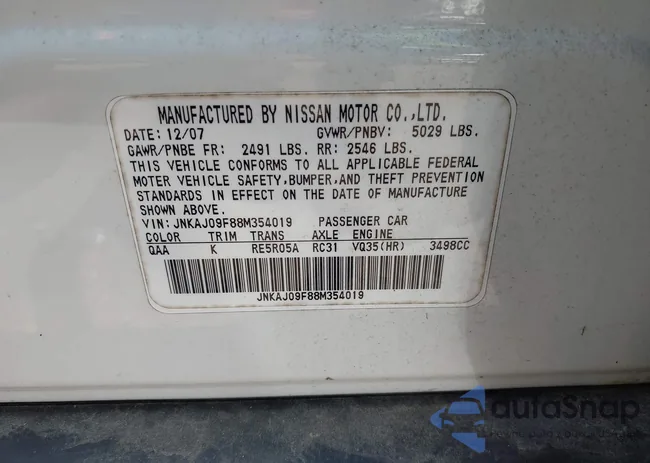 MANUFACTURED BY NISSAN MOTOR CO.,LTD.
DATE: 12/07 GVWR/PNBV: 5029 LBS.
GAWR/PNBE FR: 2491 LBS. RR: 2546 LBS.
THIS VEHICLE CONFORMS TO ALL APPLICABLE FEDERAL
MOTOR VEHICLE SAFETY,BUMPER,AND THEFT PREVENTION
STANDARDS IN EFFECT ON THE DATE OF MANUFACTURE
SHOWN ABOVE.
VIN: JNKAJ09F88M354019 PASSENGER CAR
COLOR TRIM TRANS AXLE ENGINE
QAA K RE5R05A RC31 VQ35(HR) 3498CC
JNKAJ09F88M354019
autoSnap